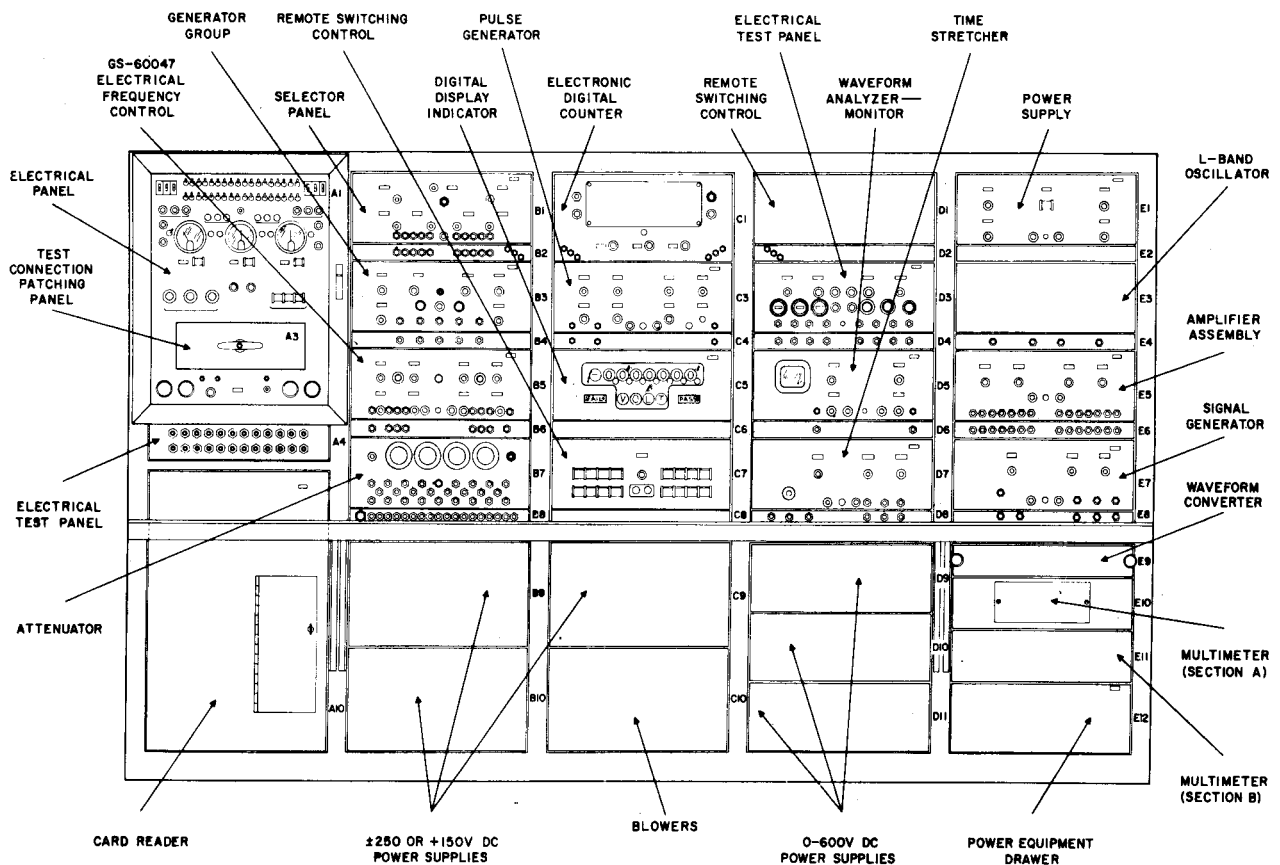 GENERATOR
GROUP
REMOTE SWITCHING
CONTROL
PULSE
GENERATOR
ELECTRICAL
TEST PANEL
TIME
STRETCHER
GS-60047
ELECTRICAL
FREQUENCY
CONTROL
SELECTOR
PANEL
DIGITAL
DISPLAY
INDICATOR
ELECTRONIC
DIGITAL
COUNTER
REMOTE
SWITCHING
CONTROL
WAVEFORM
ANALYZER—
MONITOR
POWER
SUPPLY
L-BAND
OSCILLATOR
ELECTRICAL
PANEL
TEST
CONNECTION
PATCHING
PANEL
AMPLIFIER
ASSEMBLY
SIGNAL
GENERATOR
WAVEFORM
CONVERTER
A1
A3
A4
A10
B1
B2
B3
B4
B5
B6
B7
B8
B9
B10
C1
C3
C4
C5
C6
C7
C8
C9
C10
VOLT
D1
D2
D3
D4
D5
D6
D7
D8
D9
D10
D11
E1
E2
E3
E4
E5
E6
E7
E8
E9
E10
E11
E12
ELECTRICAL
TEST PANEL
ATTENUATOR
MULTIMETER
(SECTION A)
MULTIMETER
(SECTION B)
CARD READER
±250 OR +150V DC
POWER SUPPLIES
BLOWERS
0-600V DC
POWER SUPPLIES
POWER EQUIPMENT
DRAWER